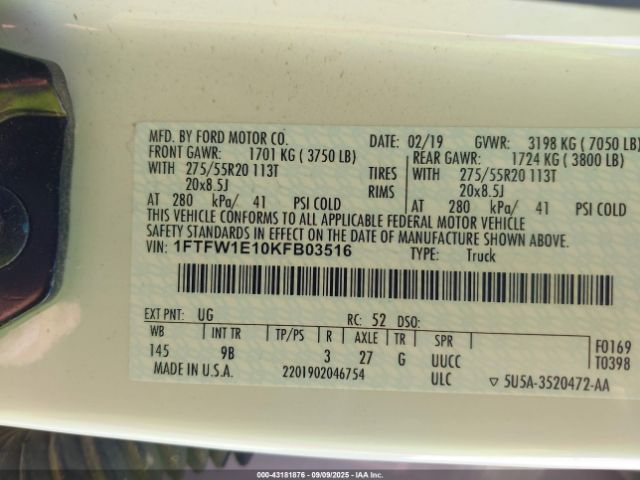 MFD. BY FORD MOTOR CO.
DATE: 02/19 GVWR: 3198 KG ( 7050 LB)
FRONT GAWR: 1701 KG ( 3750 LB) REAR GAWR: 1724 KG ( 3800 LB)
WITH 275/55R20 113T TIRES WITH 275/55R20 113T
20x8.5J RIMS 20x8.5J
AT 280 kPa/ 41 PSI COLD AT 280 kPa/ 41 PSI COLD
THIS VEHICLE CONFORMS TO ALL APPLICABLE FEDERAL MOTOR VEHICLE
SAFETY STANDARDS IN EFFECT ON THE DATE OF MANUFACTURE SHOWN ABOVE.
VIN: 1FTFW1E10KFB03516 TYPE: Truck
EXT PNT: UG RC: 52 DSO:
WB INT TR TP/PS R AXLE TR SPR F0169
145 9B 3 27 G UUCC T0398
MADE IN U.S.A. 2201902046754 ULC ▽ 5U5A-3520472-AA
000-43181876 - 09/09/2025 - IAAI.COM